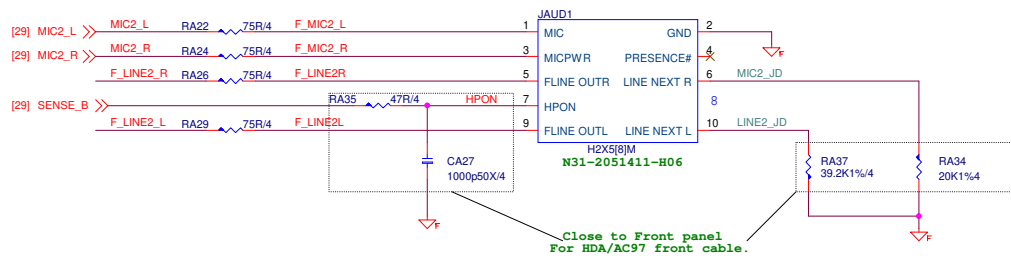 JAUD1
[29] MIC2_L MIC2_L RA22 75R/4 F_MIC2_L 1 MIC GND 2
F
[29] MIC2_R MIC2_R RA24 75R/4 F_MIC2_R 3 MICPWR PRESENCE# 4
F_LINE2_R RA26 75R/4 F_LINE2R 5 FLINE OUTR LINE NEXT R 6 MIC2_JD
[29] SENSE_B RA35 47R/4 HPON 7 HPON 8
F_LINE2_L RA29 75R/4 F_LINE2L 9 FLINE OUTL LINE NEXT L 10 LINE2_JD
H2X5[8]M
N31-2051411-H06
CA27
1000p50X/4
F
RA37
39.2K1%/4
RA34
20K1%4
F
Close to Front panel
For HDA/AC97 front cable.